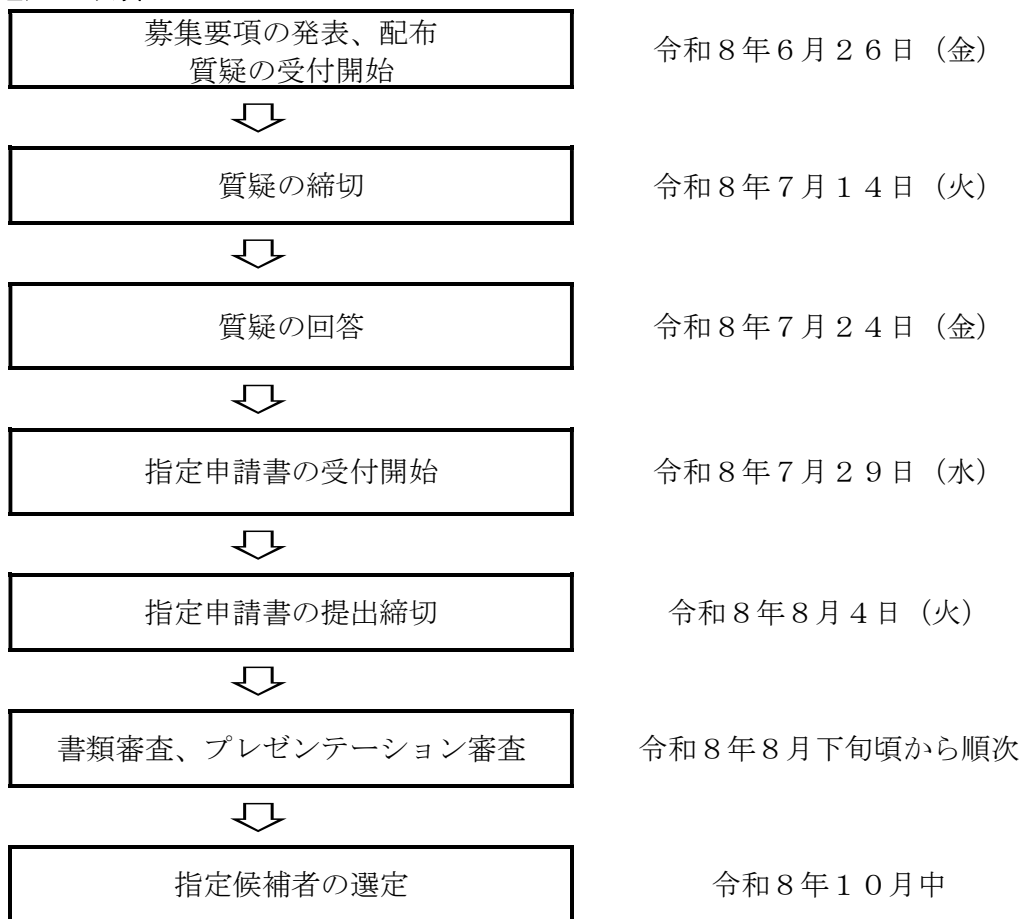 募集要項の発表、配布
質疑の受付開始
令和８年６月２６日（金）
質疑の締切
令和８年７月１４日（火）
質疑の回答
令和８年７月２４日（金）
指定申請書の受付開始
令和８年７月２９日（水）
指定申請書の提出締切
令和８年８月４日（火）
書類審査、プレゼンテーション審査
令和８年８月下旬頃から順次
指定候補者の選定
令和８年１０月中